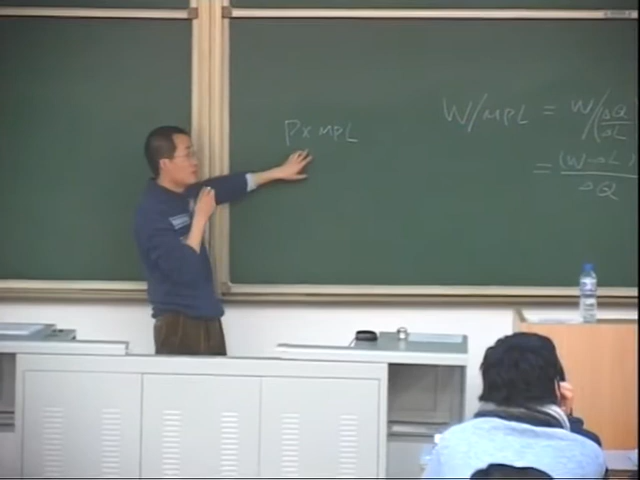 P x MPL
W/MPL = W/(ΔQ/ΔL
= (W·ΔL)/ΔQ